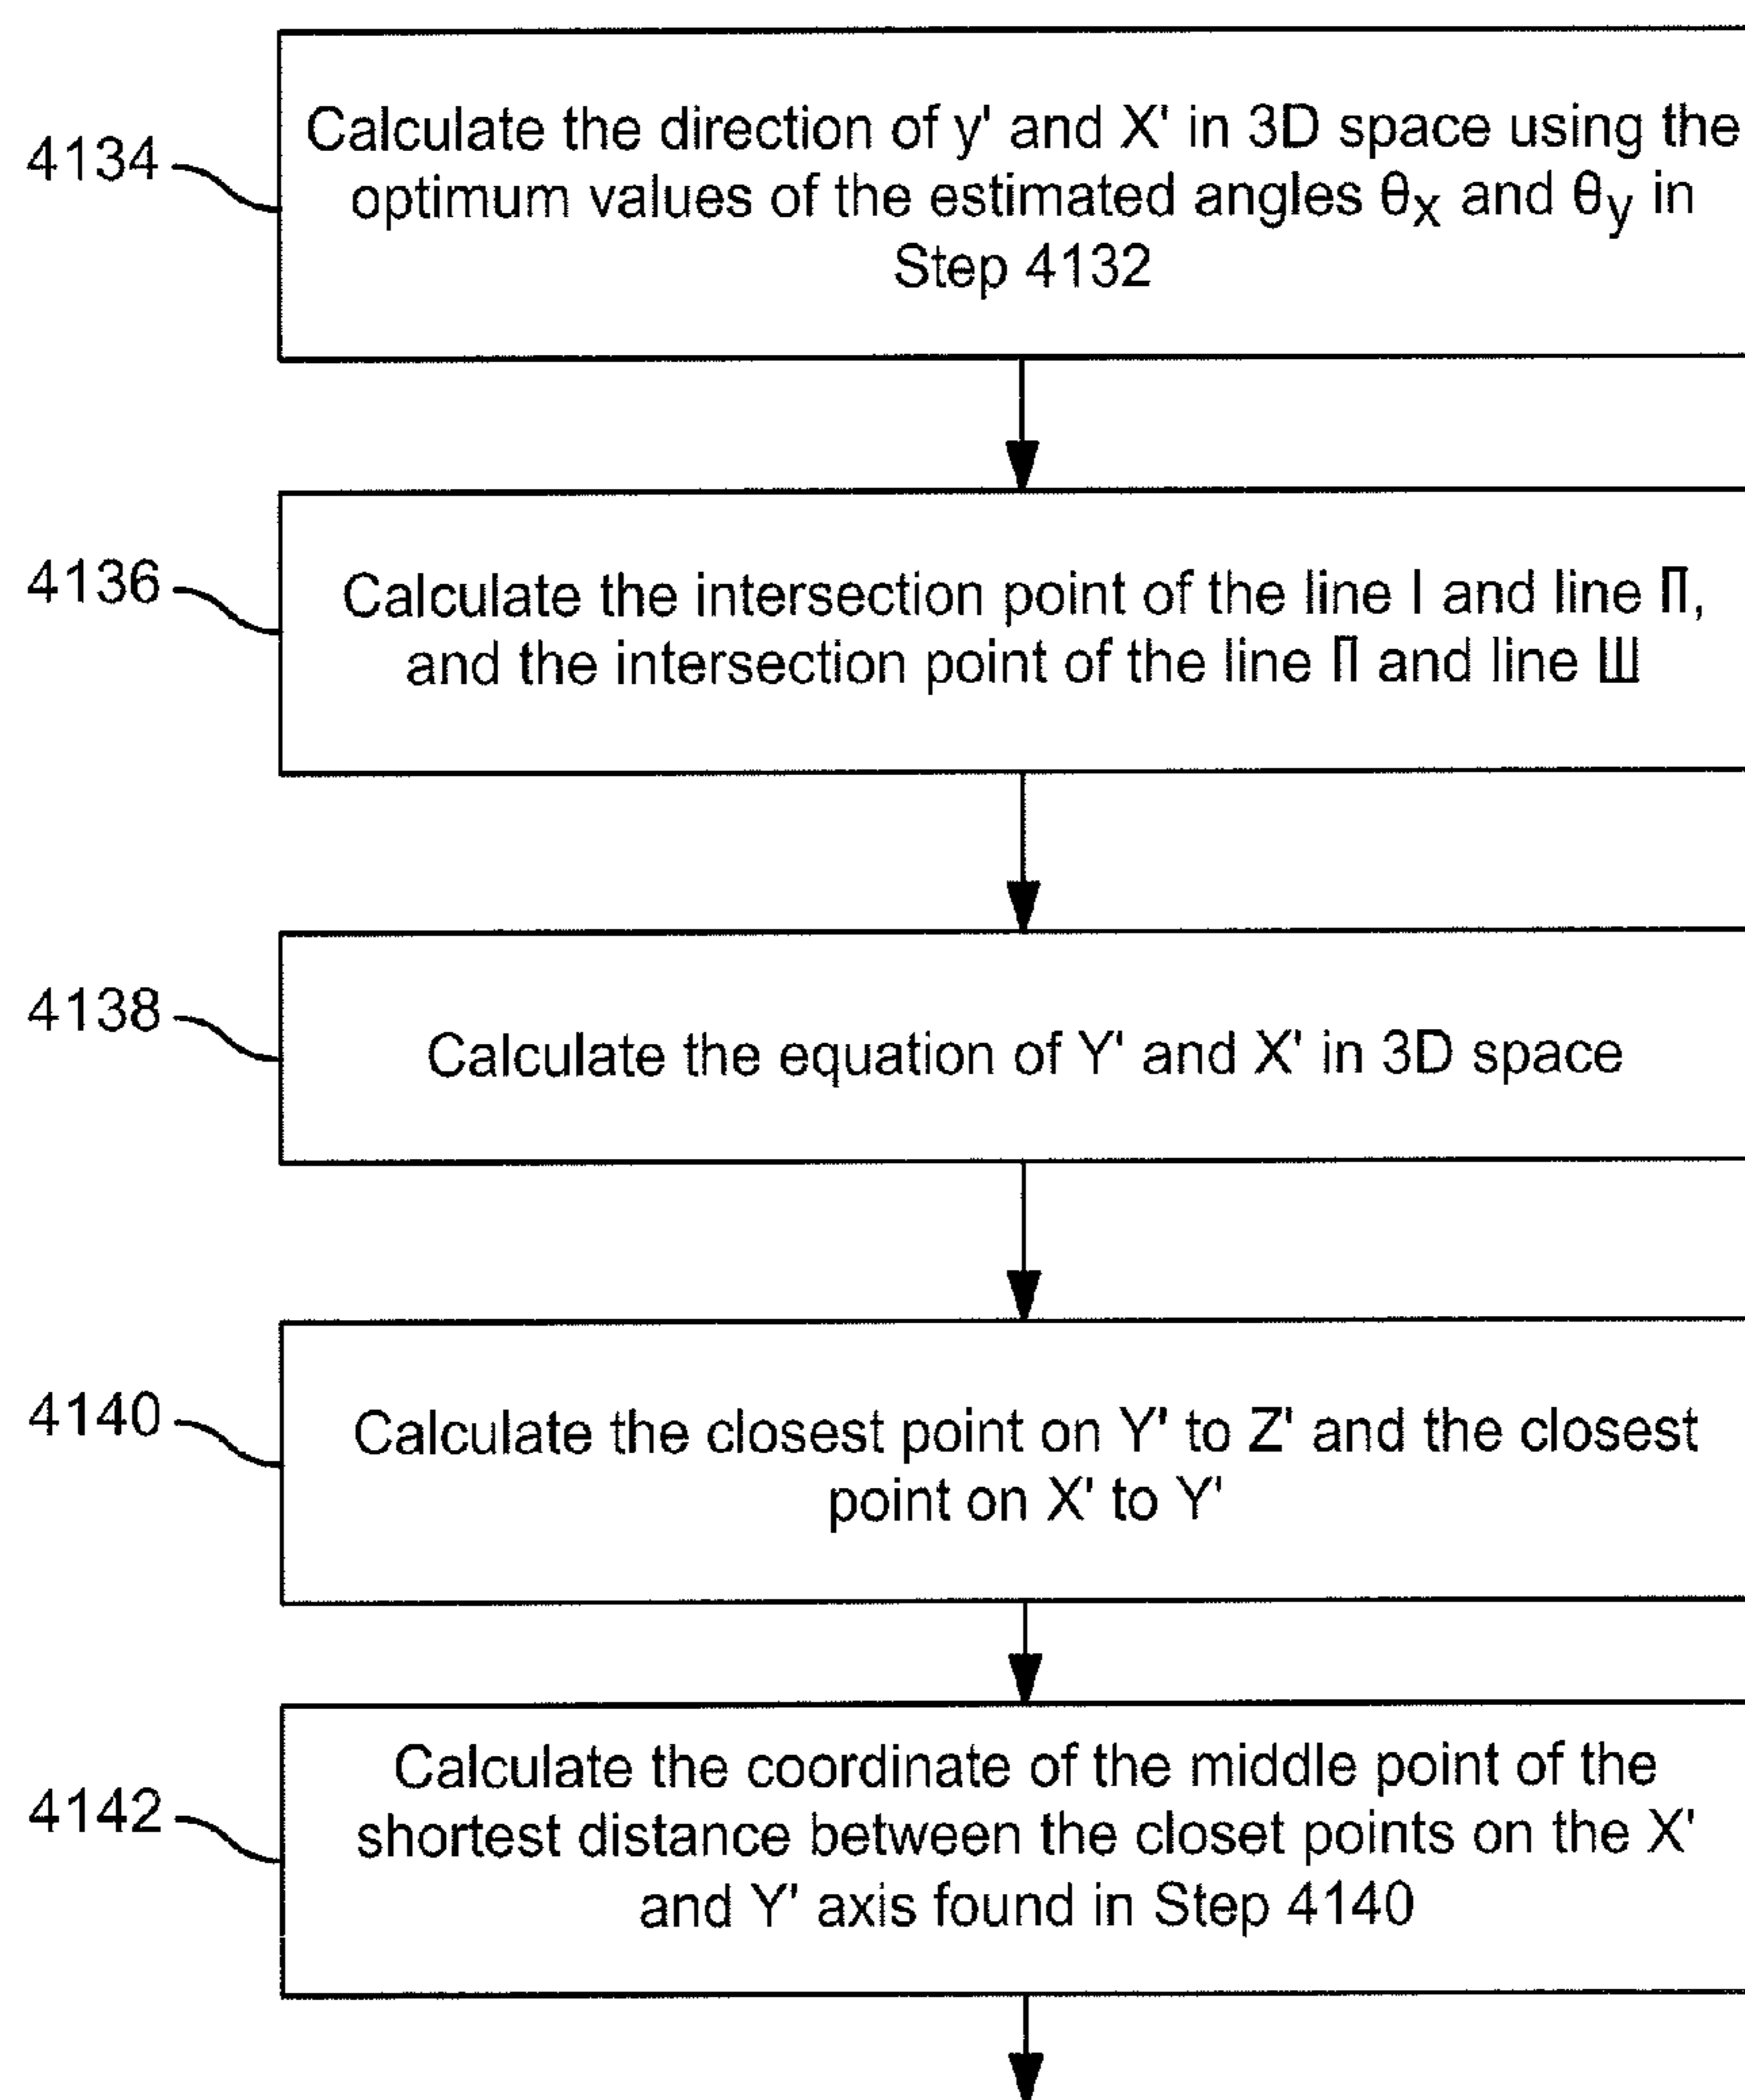 4134
Calculate the direction of y' and X' in 3D space using the
optimum values of the estimated angles θx and θy in
Step 4132
4136
Calculate the intersection point of the line I and line II,
and the intersection point of the line II and line III
4138
Calculate the equation of Y' and X' in 3D space
4140
Calculate the closest point on Y' to Z' and the closest
point on X' to Y'
4142
Calculate the coordinate of the middle point of the
shortest distance between the closet points on the X'
and Y' axis found in Step 4140